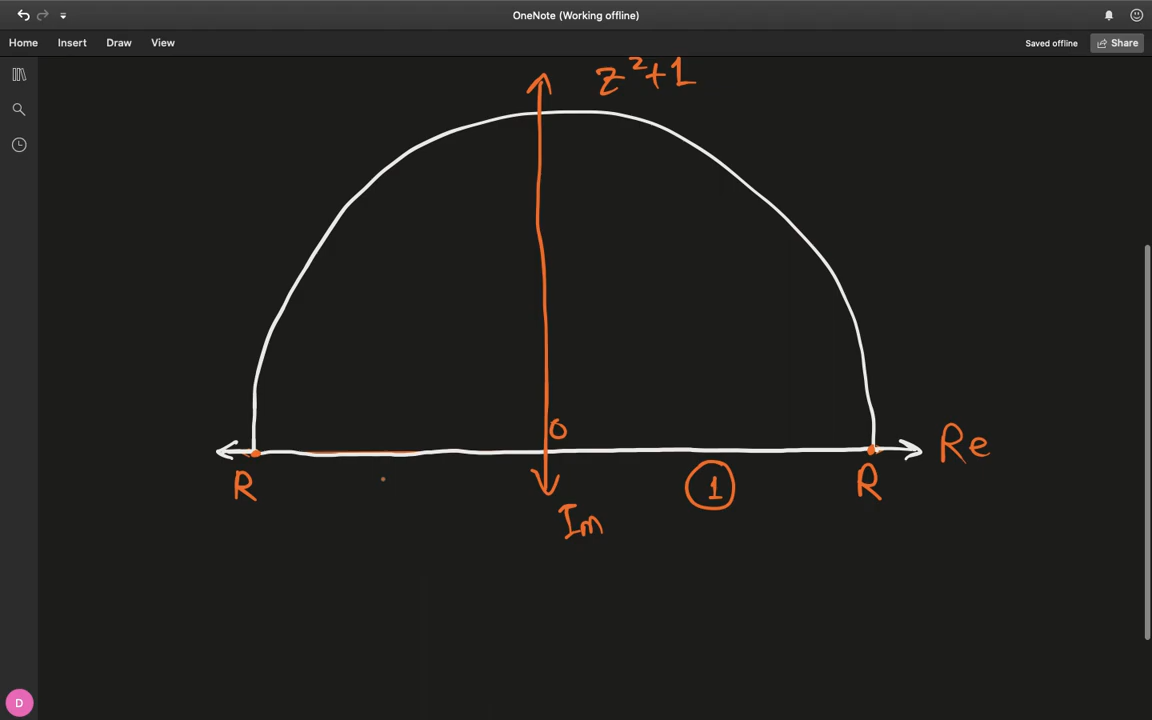 OneNote (Working offline)
Home Insert Draw View
Saved offline Share
z²+1
0
Re
R
1
R
Im
D